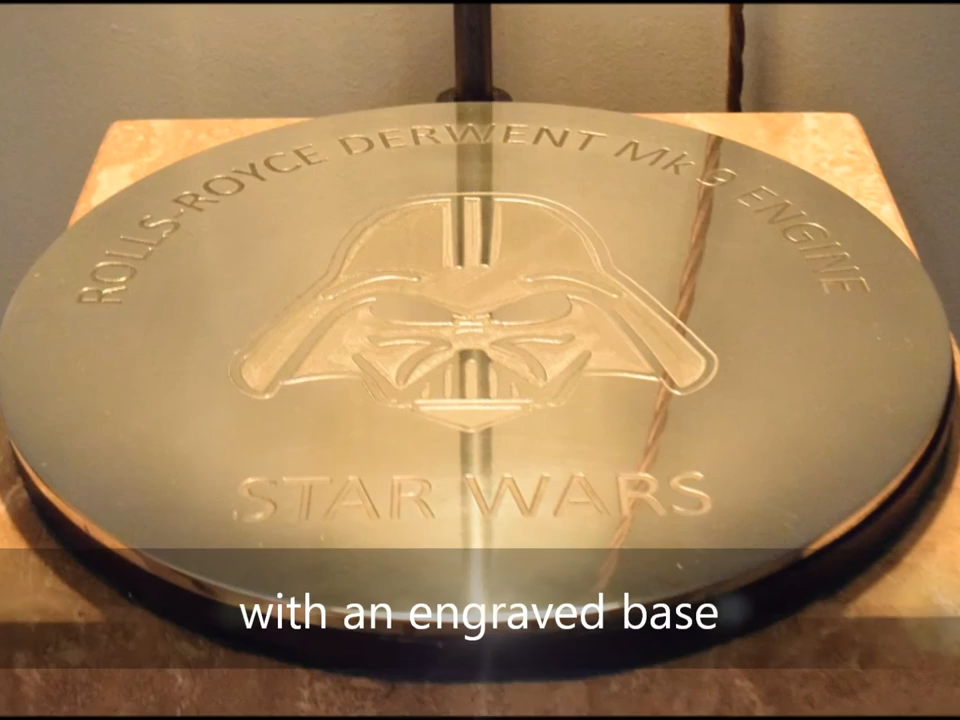 ROLLS-ROYCE DERWENT Mk 9 ENGINE
STAR WARS
with an engraved base